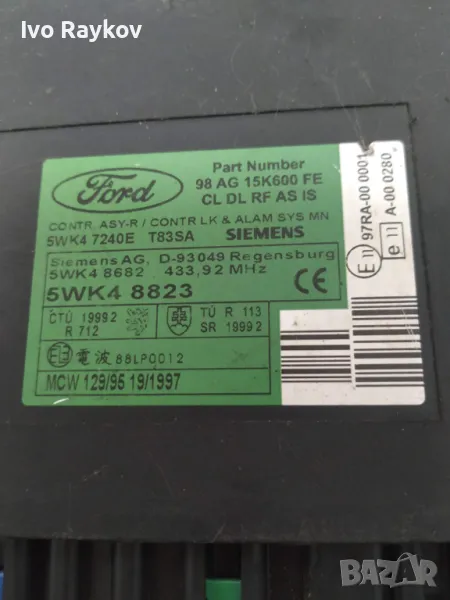 Ivo Raykov
Ford
Part Number
98 AG 15K600 FE
CL DL RF AS IS
CONTR. ASY-R / CONTR LK & ALAM SYS MN
5WK4 7240E T83SA SIEMENS
Siemens AG, D-93049 Regensburg
5WK4 8682 433,92 MHz
5WK4 8823
CTÜ 1999 2
R 712
TÜ R 113
SR 1999 2
電波 88LP0012
MCW 129/95 19/1997
E 11 97RA-00 0001
e 11 A-00 0280
BAZAR